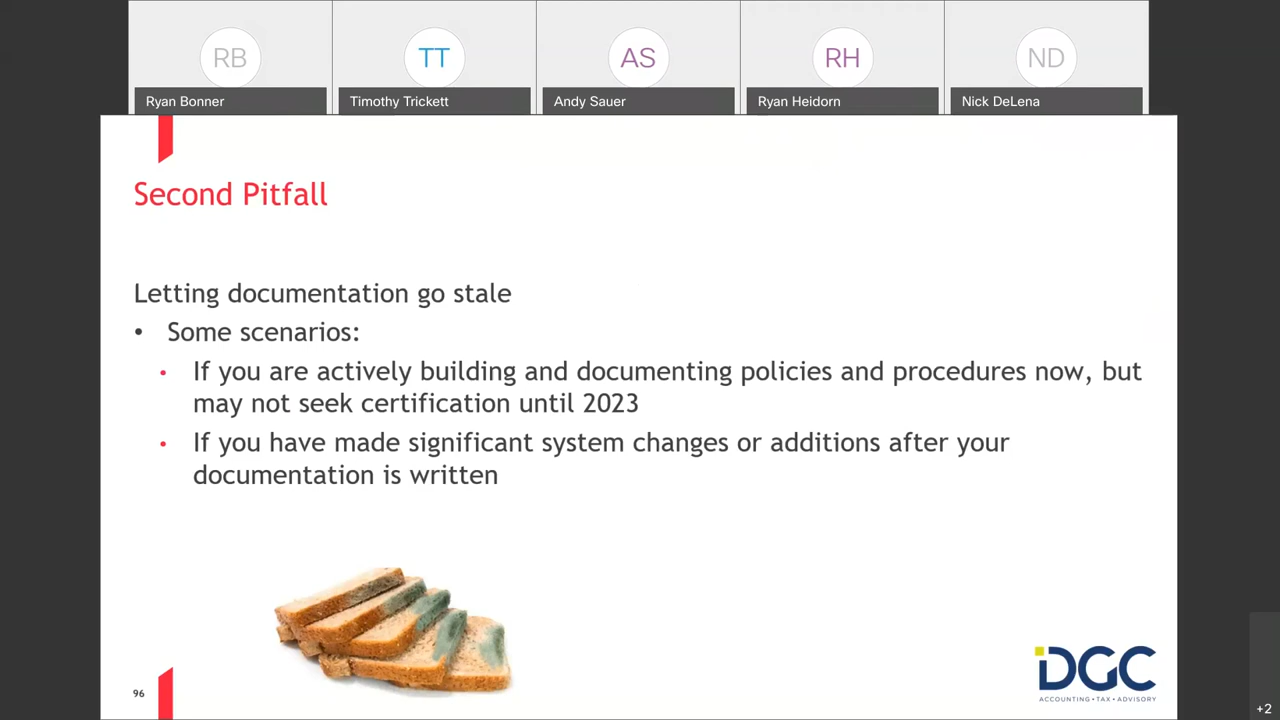 RB
TT
AS
RH
ND
Ryan Bonner
Timothy Trickett
Andy Sauer
Ryan Heidorn
Nick DeLena
Second Pitfall
Letting documentation go stale
• Some scenarios:
• If you are actively building and documenting policies and procedures now, but
may not seek certification until 2023
• If you have made significant system changes or additions after your
documentation is written
96
DGC
ACCOUNTING • TAX • ADVISORY
+2